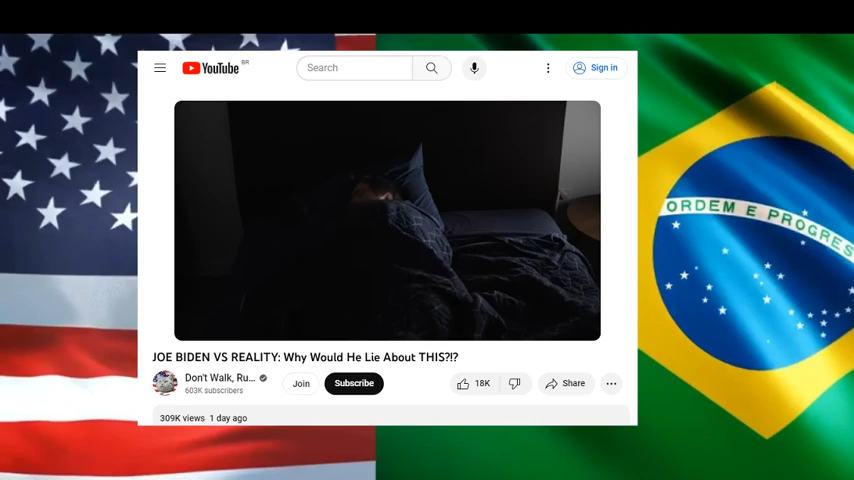 YouTube BR
Search
Sign in
ORDEM E PROGRES
JOE BIDEN VS REALITY: Why Would He Lie About THIS?!?
Don't Walk, Ru...
603K subscribers
Join
Subscribe
18K
Share
309K views 1 day ago